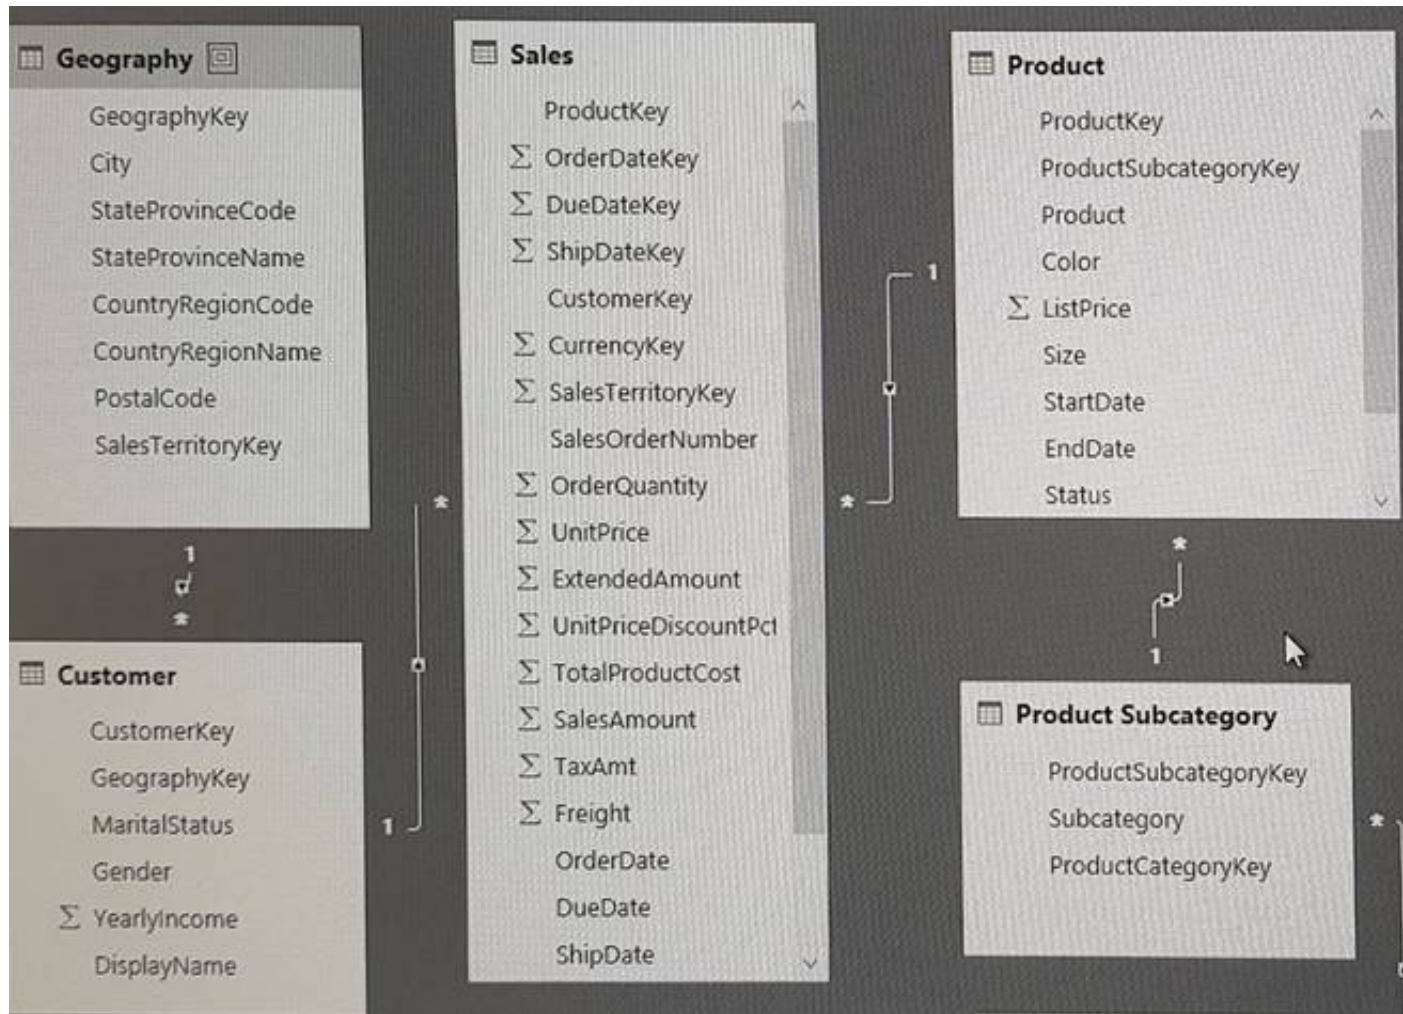 Geography
GeographyKey
City
StateProvinceCode
StateProvinceName
CountryRegionCode
CountryRegionName
PostalCode
SalesTerritoryKey
1
*
Customer
CustomerKey
GeographyKey
MaritalStatus
Gender
Σ YearlyIncome
DisplayName
*
1
Sales
ProductKey
Σ OrderDateKey
Σ DueDateKey
Σ ShipDateKey
CustomerKey
Σ CurrencyKey
Σ SalesTerritoryKey
SalesOrderNumber
Σ OrderQuantity
Σ UnitPrice
Σ ExtendedAmount
Σ UnitPriceDiscountPct
Σ TotalProductCost
Σ SalesAmount
Σ TaxAmt
Σ Freight
OrderDate
DueDate
ShipDate
1
*
Product
ProductKey
ProductSubcategoryKey
Product
Color
Σ ListPrice
Size
StartDate
EndDate
Status
*
1
Product Subcategory
ProductSubcategoryKey
Subcategory
ProductCategoryKey
*